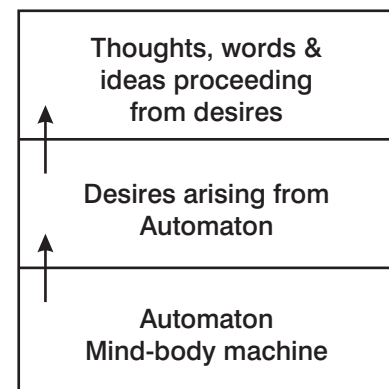 Thoughts, words &
ideas proceeding
from desires
Desires arising from
Automaton
Automaton
Mind-body machine